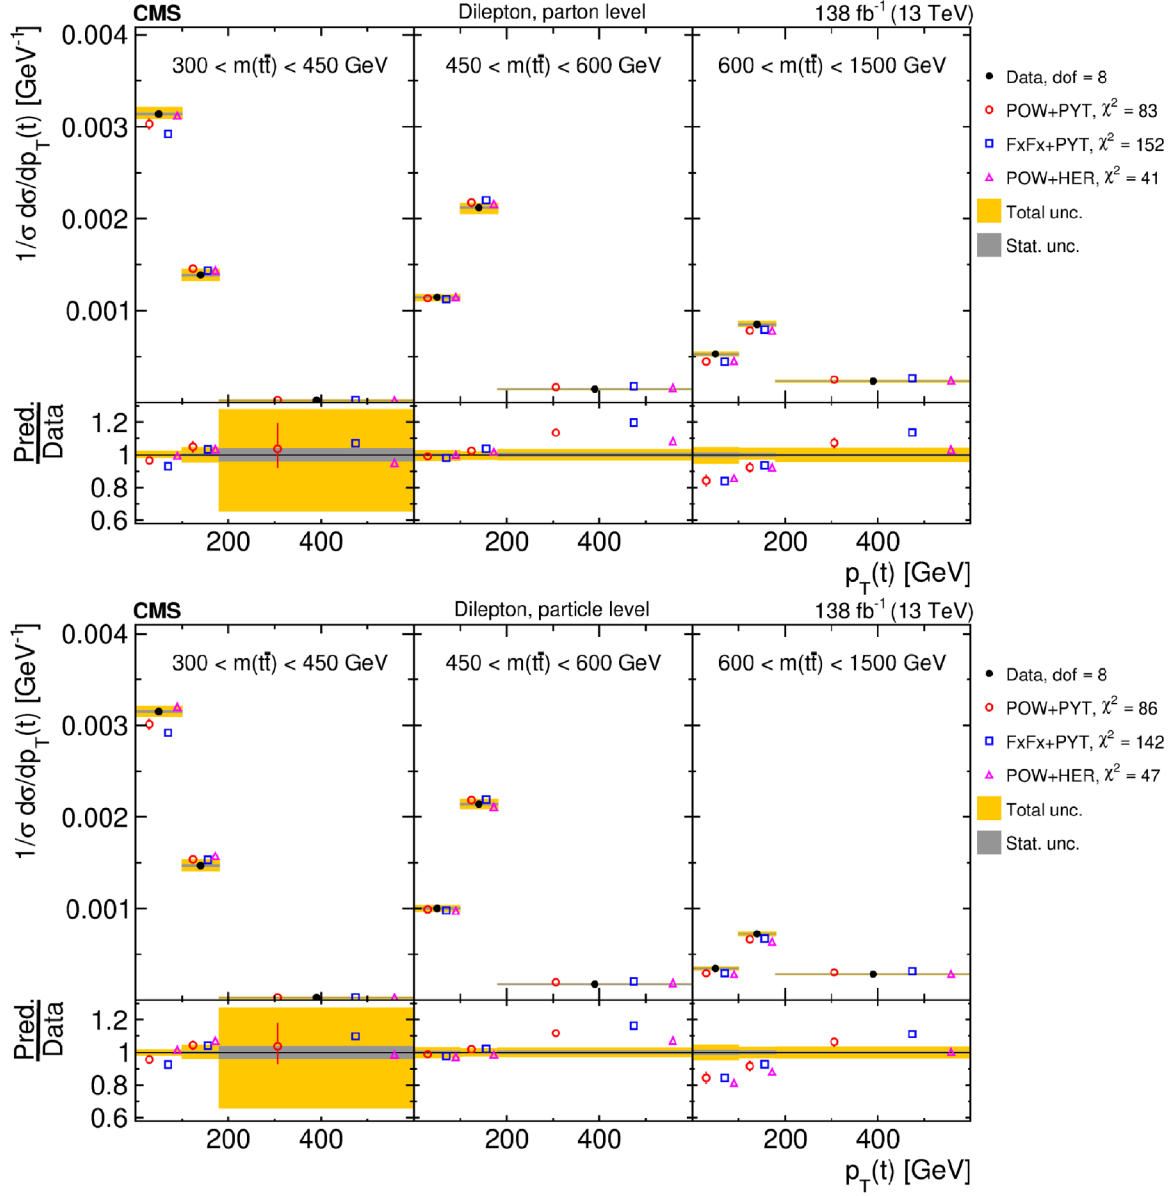 CMS Dilepton, parton level 138 fb⁻¹ (13 TeV)
1/σ dσ/dp_T(t) [GeV⁻¹]
0.004
0.003
0.002
0.001
300 < m(tt̄) < 450 GeV
450 < m(tt̄) < 600 GeV
600 < m(tt̄) < 1500 GeV
Data, dof = 8
POW+PYT, χ² = 83
FxFx+PYT, χ² = 152
POW+HER, χ² = 41
Total unc.
Stat. unc.
Pred.
Data
1.2
1
0.8
0.6
200 400 200 400 200 400
p_T(t) [GeV]
CMS Dilepton, particle level 138 fb⁻¹ (13 TeV)
1/σ dσ/dp_T(t) [GeV⁻¹]
0.004
0.003
0.002
0.001
300 < m(tt̄) < 450 GeV
450 < m(tt̄) < 600 GeV
600 < m(tt̄) < 1500 GeV
Data, dof = 8
POW+PYT, χ² = 86
FxFx+PYT, χ² = 142
POW+HER, χ² = 47
Total unc.
Stat. unc.
Pred.
Data
1.2
1
0.8
0.6
200 400 200 400 200 400
p_T(t) [GeV]